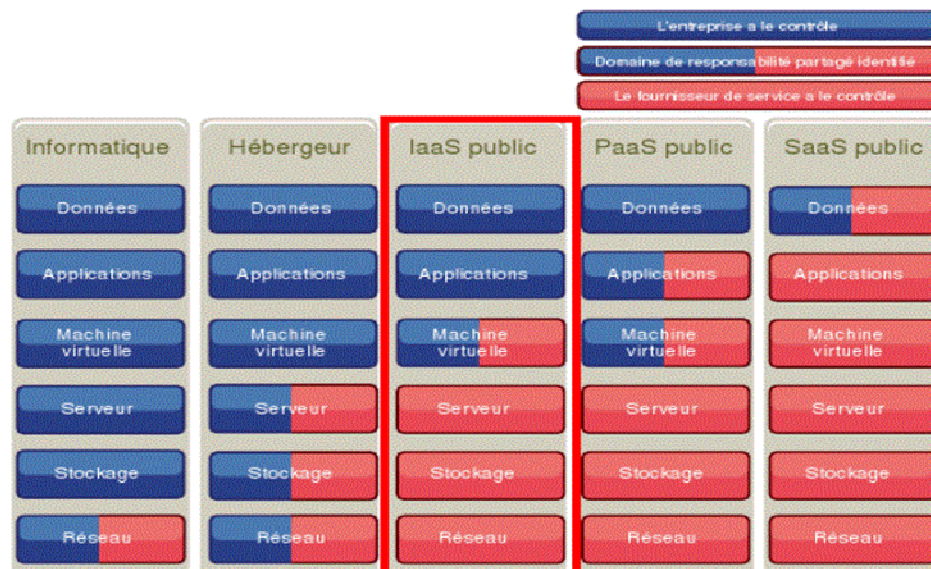 L'entreprise a le contrôle
Domaine de responsabilité partagé identifié
Le fournisseur de service a le contrôle
Informatique
Données
Applications
Machine
virtuelle
Serveur
Stockage
Réseau
Hébergeur
Données
Applications
Machine
virtuelle
Serveur
Stockage
Réseau
IaaS public
Données
Applications
Machine
virtuelle
Serveur
Stockage
Réseau
PaaS public
Données
Applications
Machine
virtuelle
Serveur
Stockage
Réseau
SaaS public
Données
Applications
Machine
virtuelle
Serveur
Stockage
Réseau